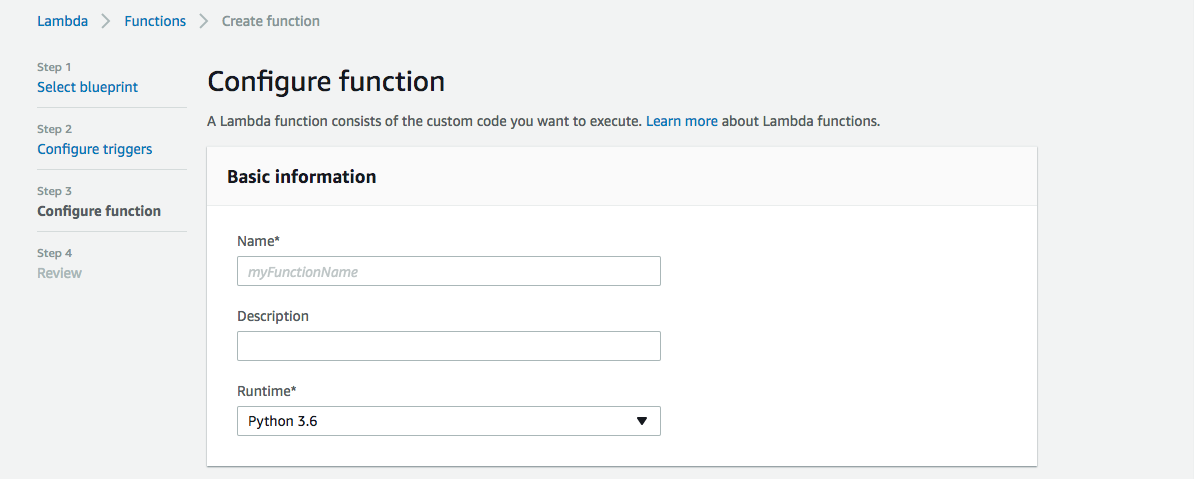 Lambda > Functions > Create function
Step 1
Select blueprint
Step 2
Configure triggers
Step 3
Configure function
Step 4
Review
Configure function
A Lambda function consists of the custom code you want to execute. Learn more about Lambda functions.
Basic information
Name*
myFunctionName
Description
Runtime*
Python 3.6